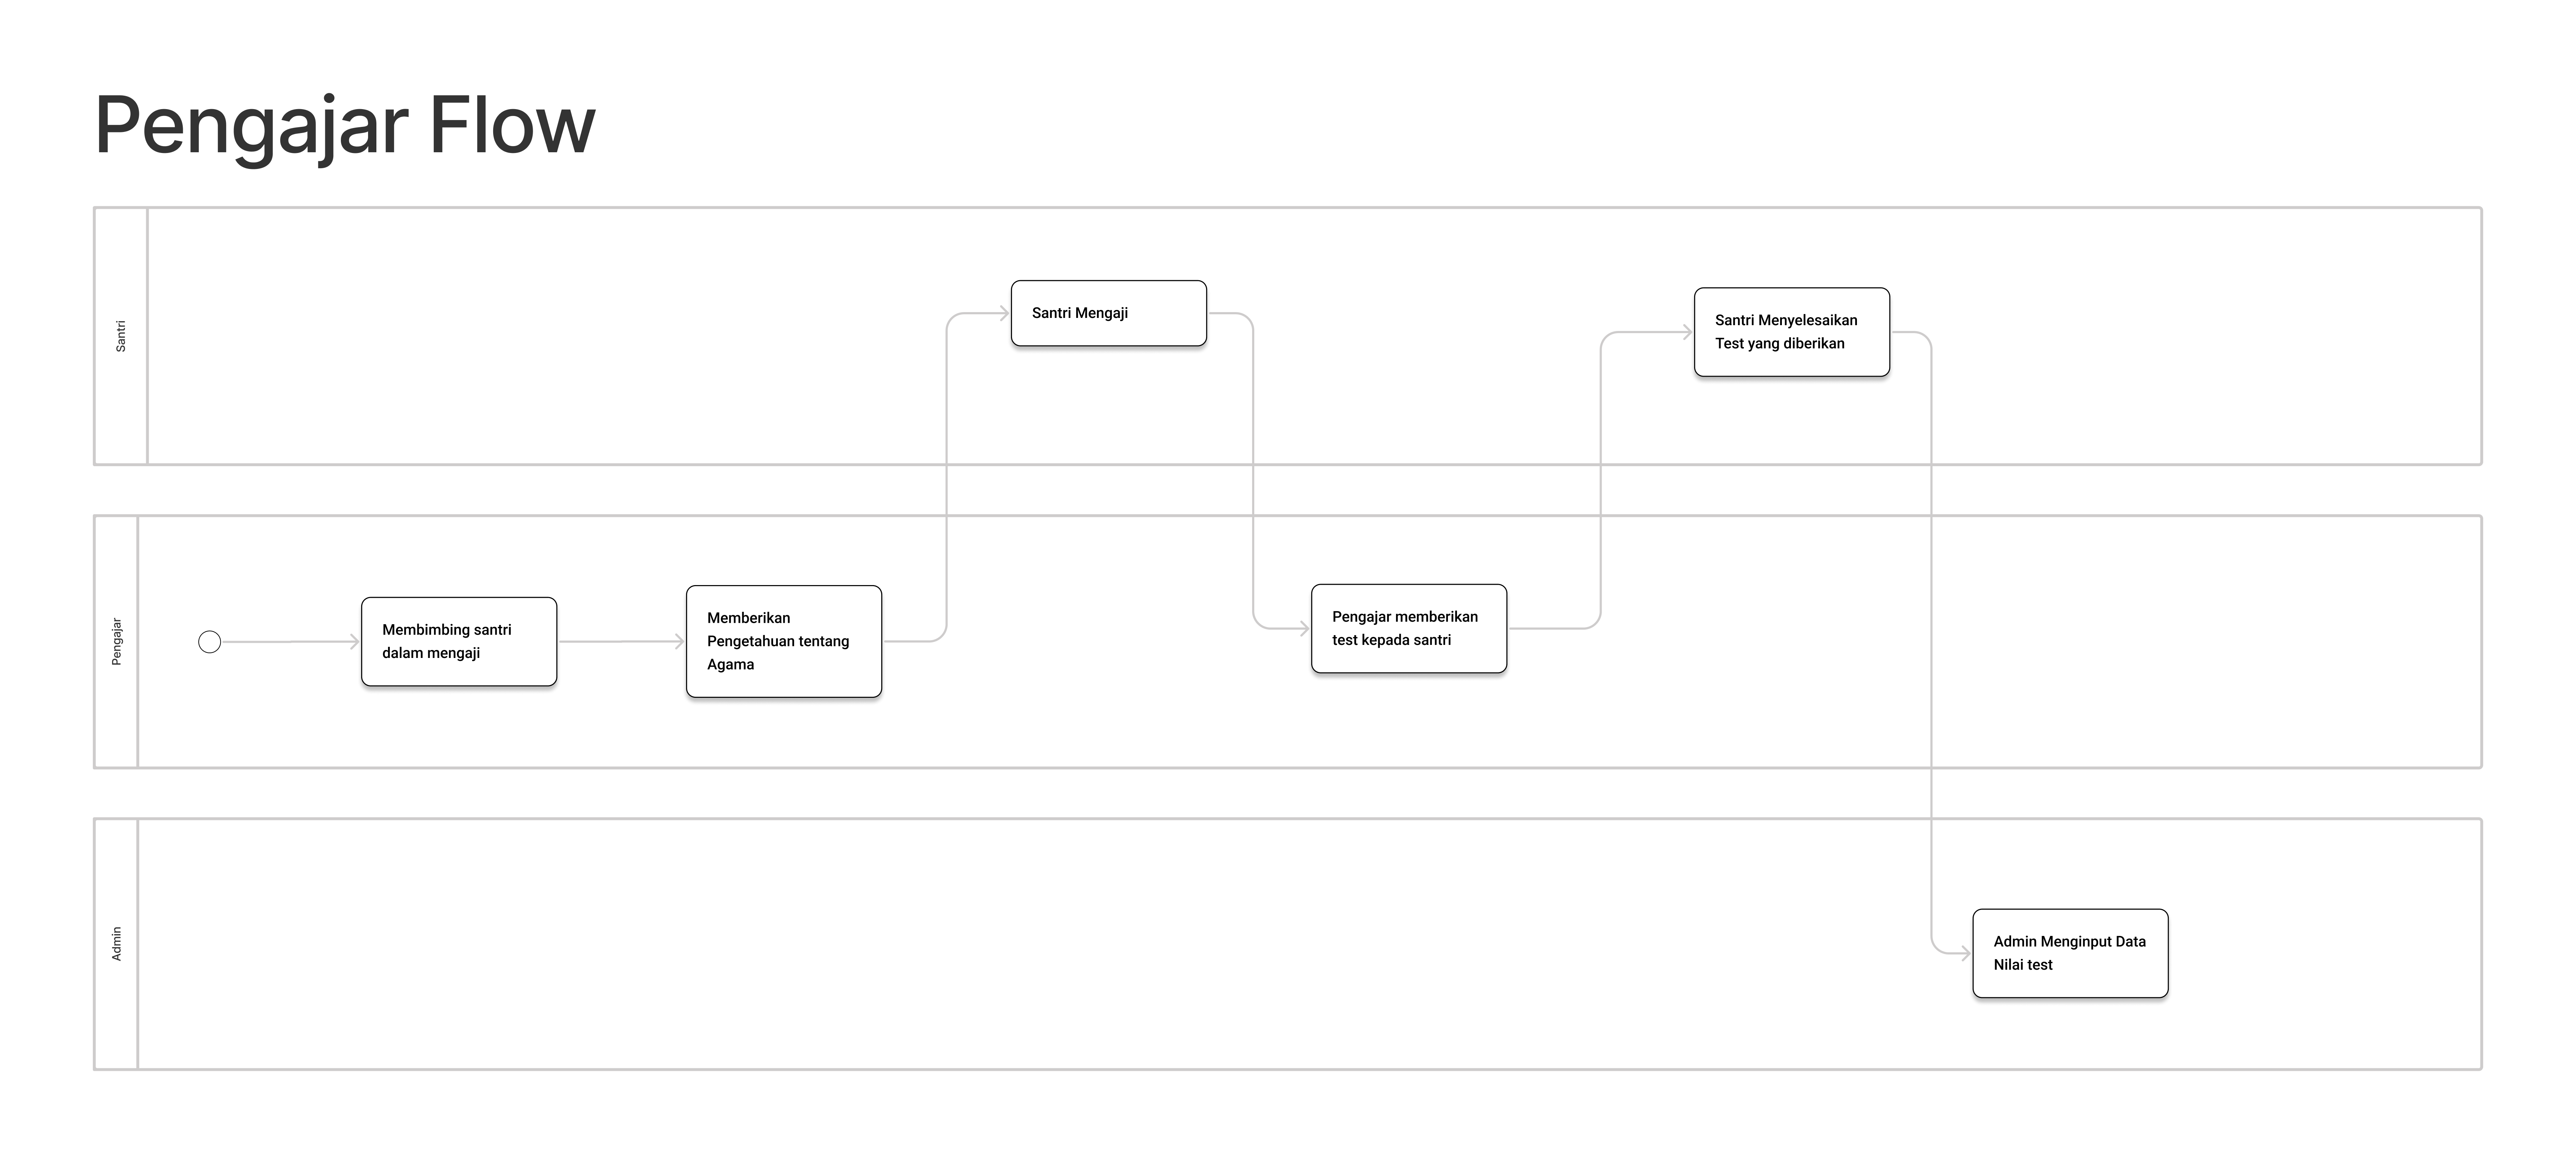 Pengajar Flow
Santri
Santri Mengaji
Santri Menyelesaikan
Test yang diberikan
Pengajar
Membimbing santri
dalam mengaji
Memberikan
Pengetahuan tentang
Agama
Pengajar memberikan
test kepada santri
Admin
Admin Menginput Data
Nilai test